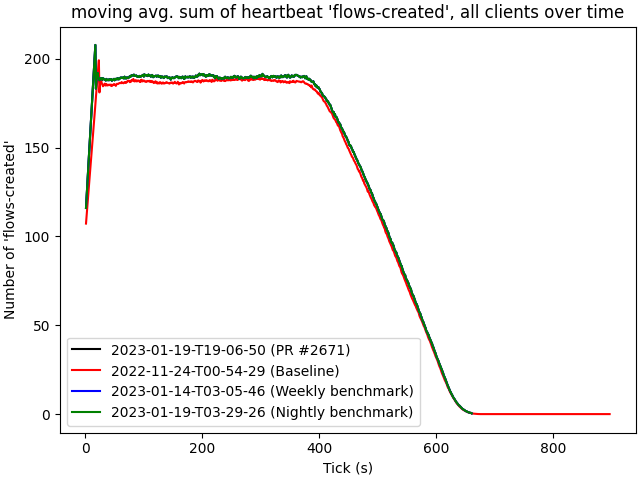 moving avg. sum of heartbeat 'flows-created', all clients over time
Number of 'flows-created'
200
150
100
50
0
2023-01-19-T19-06-50 (PR #2671)
2022-11-24-T00-54-29 (Baseline)
2023-01-14-T03-05-46 (Weekly benchmark)
2023-01-19-T03-29-26 (Nightly benchmark)
0 200 400 600 800
Tick (s)